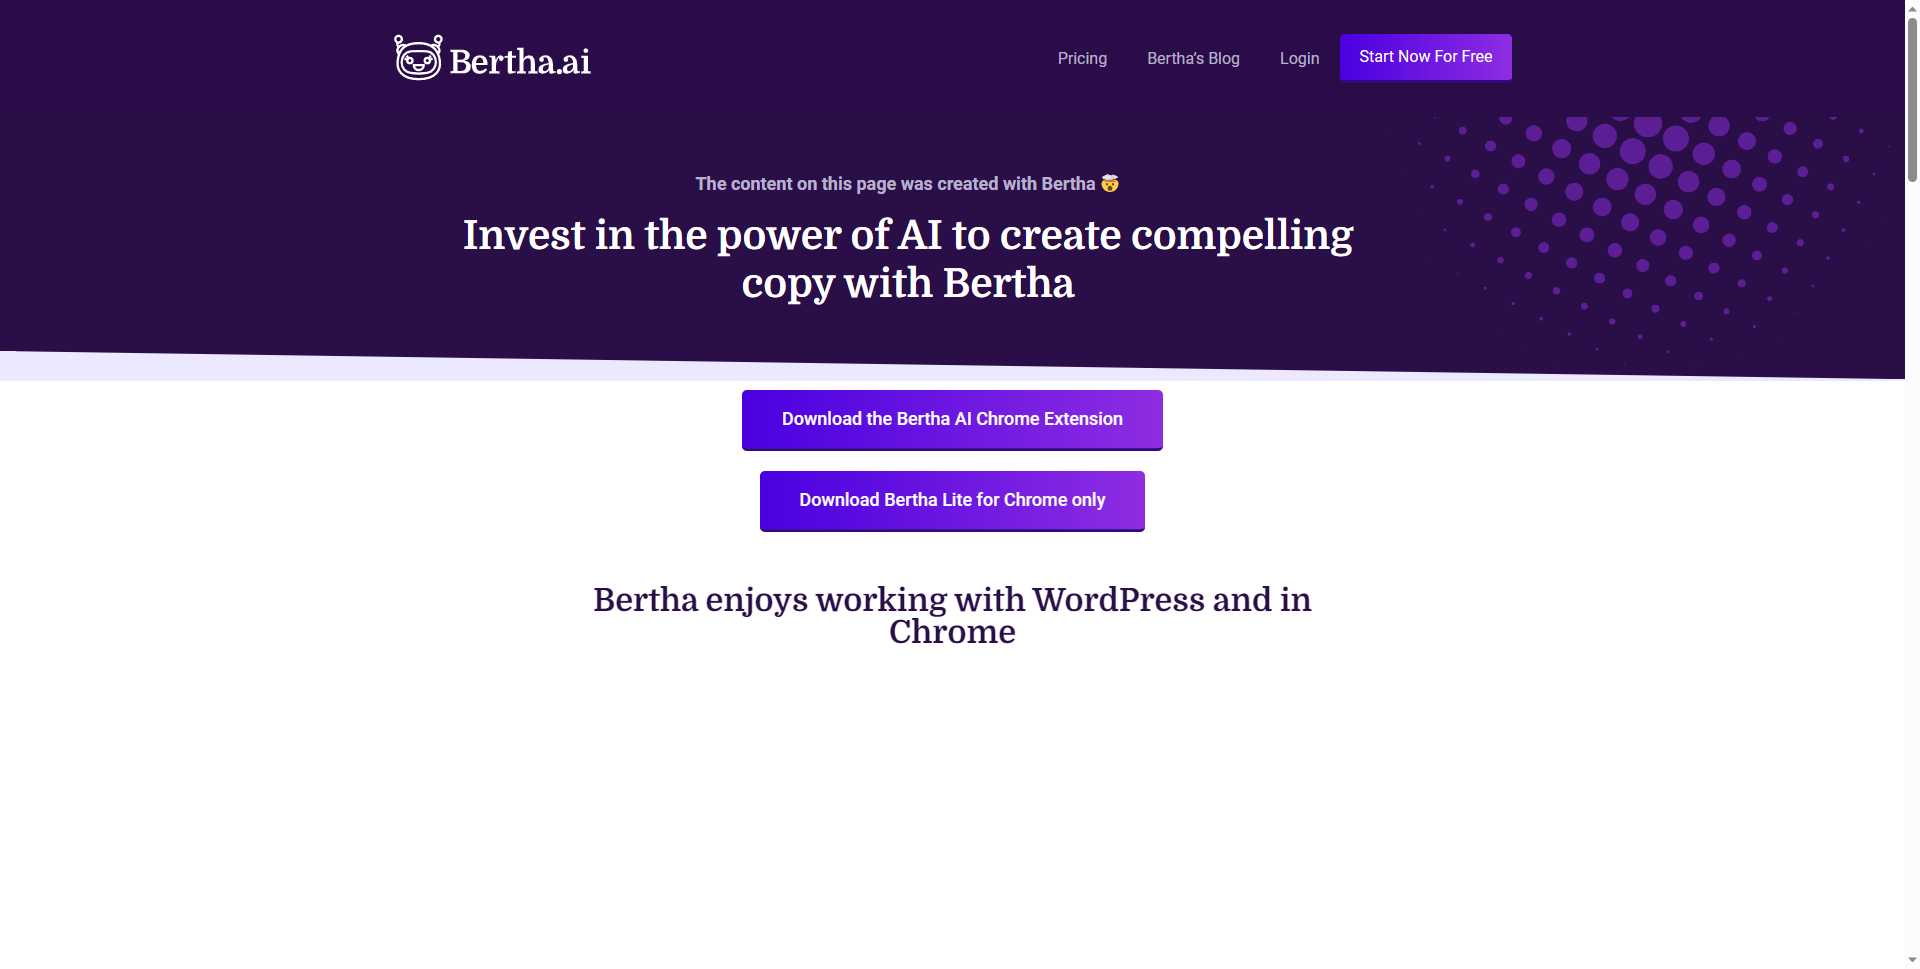 Bertha.ai
Pricing
Bertha’s Blog
Login
Start Now For Free
The content on this page was created with Bertha 🤯
Invest in the power of AI to create compelling
copy with Bertha
Download the Bertha AI Chrome Extension
Download Bertha Lite for Chrome only
Bertha enjoys working with WordPress and in
Chrome